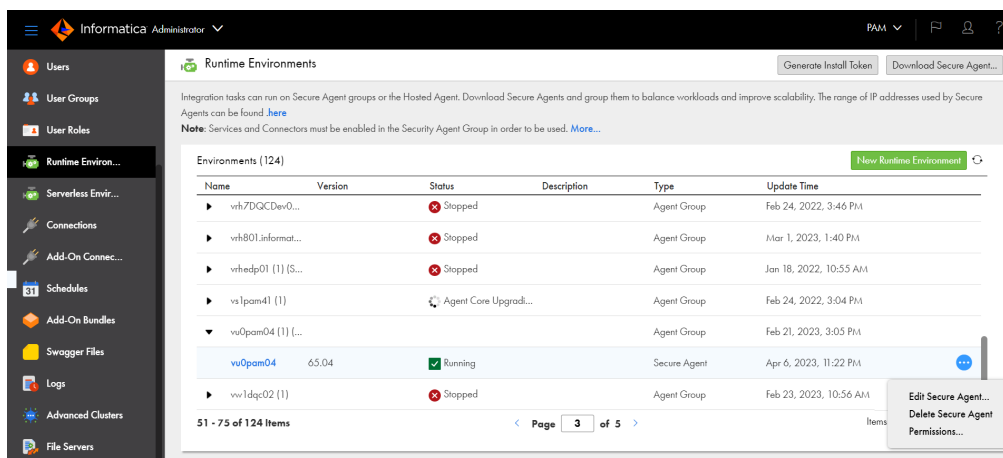 Informatica Administrator
PAM
?
Users
User Groups
User Roles
Runtime Environ...
Serverless Envir...
Connections
Add-On Connec...
31 Schedules
Add-On Bundles
Swagger Files
Logs
Advanced Clusters
File Servers
Runtime Environments
Generate Install Token
Download Secure Agent...
Integration tasks can run on Secure Agent groups or the Hosted Agent. Download Secure Agents and group them to balance workloads and improve scalability. The range of IP addresses used by Secure
Agents can be found .here
Note: Services and Connectors must be enabled in the Security Agent Group in order to be used. More...
Environments (124)
New Runtime Environment
Name Version Status Description Type Update Time
vrh7DQCDev0... Stopped Agent Group Feb 24, 2022, 3:46 PM
vrh801.informat... Stopped Agent Group Mar 1, 2023, 1:40 PM
vrhedp01 (1) (S... Stopped Agent Group Jan 18, 2022, 10:55 AM
vs1pam41 (1) Agent Core Upgradi... Agent Group Feb 24, 2022, 3:04 PM
vu0pam04 (1) (... Agent Group Feb 21, 2023, 3:05 PM
vu0pam04 65.04 Running Secure Agent Apr 6, 2023, 11:22 PM
vw1dqc02 (1) Stopped Agent Group Feb 23, 2023, 10:56 AM
Edit Secure Agent...
Delete Secure Agent
Permissions...
51 - 75 of 124 Items
< Page 3 of 5 >
Items